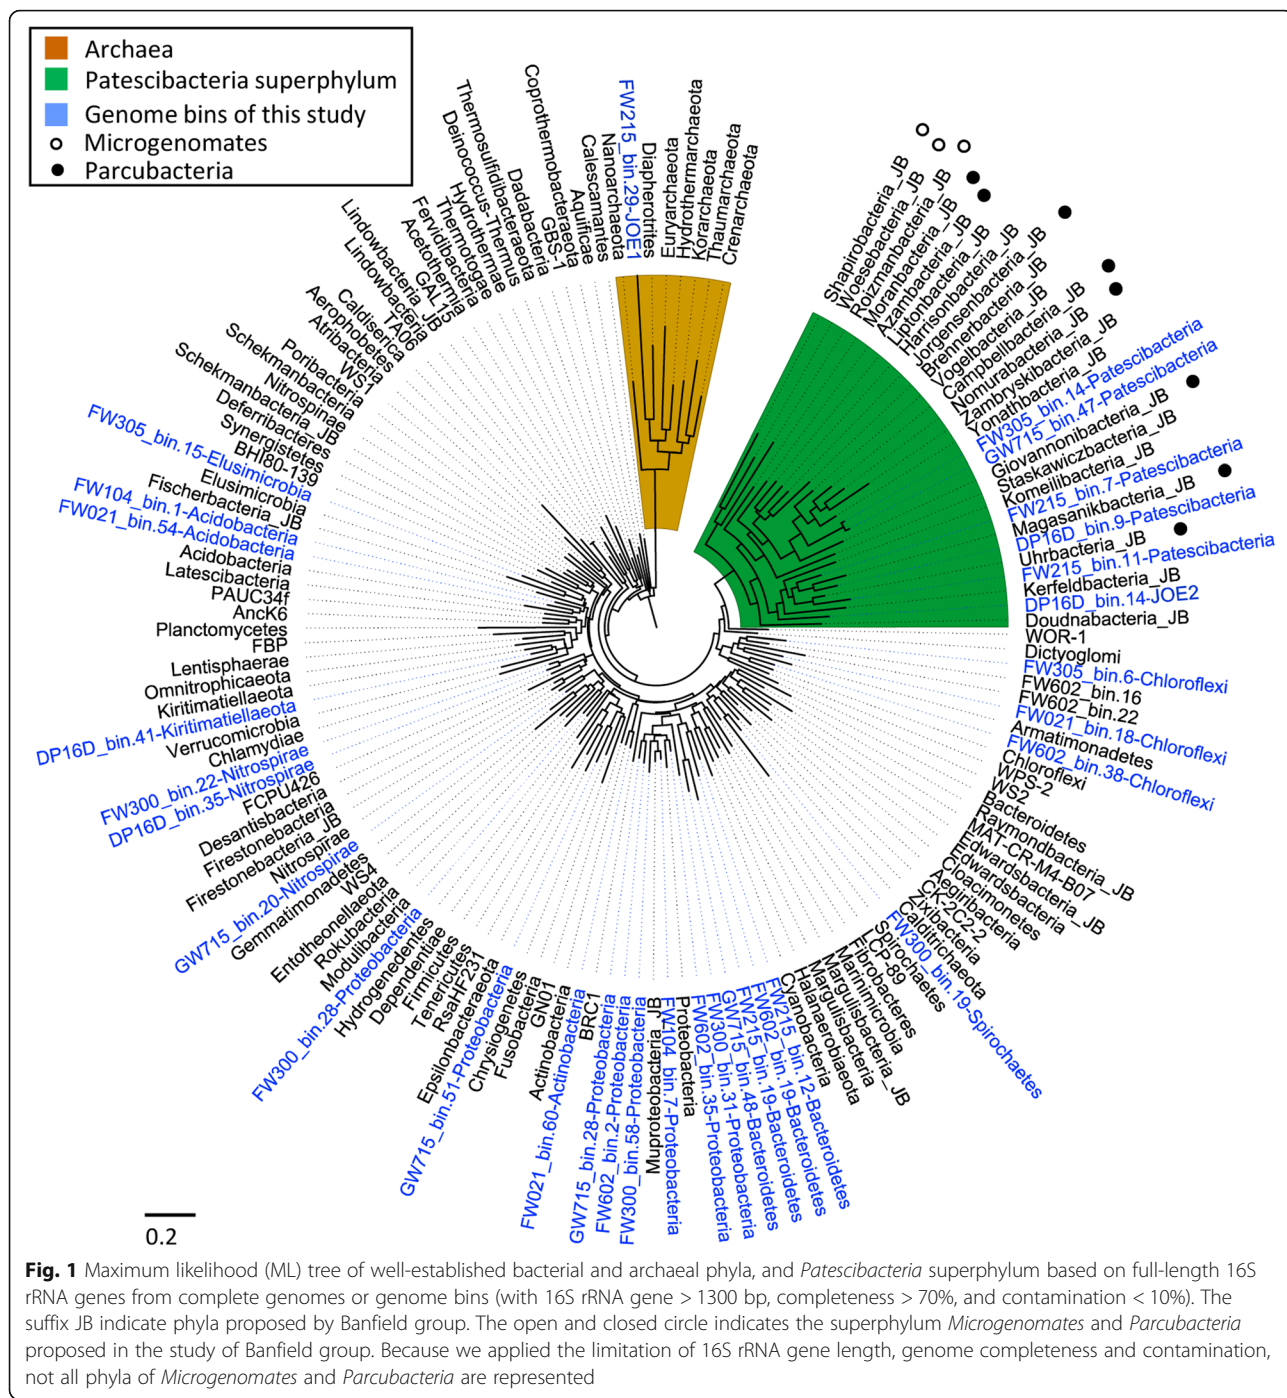 Archaea
Patescibacteria superphylum
Genome bins of this study
Microgenomates
Parcubacteria
Lindowbacteria_JB
Lindowbacteria
GAL15
Acetothermia
Fervidibacteria
Thermotogae
Hydrothermae
Deinococcus-Thermus
Thermosulfidibacteraeota
Dadabacteria
GBS-1
Coprothermobacteraeota
Aquificae
Calescamantes
Nanoarchaeota
FW215_bin.29-JOE1
Diapherotrites
Euryarchaeota
Hydrothermarchaeota
Korarchaeota
Thaumarchaeota
Crenarchaeota
Shapirobacteria_JB
Woesebacteria_JB
Roizmanbacteria_JB
Moranbacteria_JB
Azambacteria_JB
Liptonbacteria_JB
Harrisonbacteria_JB
Jorgensenbacteria_JB
Brennerbacteria_JB
Vogelbacteria_JB
Campbellbacteria_JB
Nomurabacteria_JB
Zambryskibacteria_JB
Yonathbacteria_JB
FW305_bin.14-Patescibacteria
GW715_bin.47-Patescibacteria
Giovannonibacteria_JB
Staskawiczbacteria_JB
Komeilibacteria_JB
FW215_bin.7-Patescibacteria
Magasanikbacteria_JB
DP16D_bin.9-Patescibacteria
Uhrbacteria_JB
FW215_bin.11-Patescibacteria
Kerfeldbacteria_JB
DP16D_bin.14-JOE2
Doudnabacteria_JB
WOR-1
Dictyoglomi
FW305_bin.6-Chloroflexi
FW602_bin.16
FW602_bin.22
FW021_bin.18-Chloroflexi
Armatimonadetes
FW602_bin.38-Chloroflexi
Chloroflexi
WPS-2
WS2
Bacteroidetes
Raymondbacteria_JB
MAT-CR-M4-B07
Edwardsbacteria_JB
Edwardsbacteria
Cloacimonetes
Aegiribacteria
CK-2C2-2
Zixibacteria
Calditrichaeota
FW300_bin.19-Spirochaetes
Spirochaetes
CP-89
Fibrobacteres
Marinimicrobia
Margulisbacteria_JB
Margulisbacteria
Halanaerobiaeota
Cyanobacteria
FW215_bin.12-Bacteroidetes
FW602_bin.19-Bacteroidetes
FW215_bin.19-Bacteroidetes
GW715_bin.48-Bacteroidetes
FW300_bin.31-Proteobacteria
FW602_bin.35-Proteobacteria
Proteobacteria
FW104_bin.7-Proteobacteria
Muproteobacteria_JB
FW300_bin.58-Proteobacteria
FW602_bin.2-Proteobacteria
GW715_bin.28-Proteobacteria
BRC1
FW021_bin.60-Actinobacteria
Actinobacteria
GN01
Fusobacteria
Chrysiogenetes
GW715_bin.51-Proteobacteria
Epsilonbacteraeota
RsaHF231
Tenericutes
Firmicutes
Dependentiae
Hydrogenedentes
FW300_bin.28-Proteobacteria
Modulibacteria
Rokubacteria
Entotheonellaeota
WS4
Gemmatimonadetes
GW715_bin.20-Nitrospirae
Nitrospirae
Firestonebacteria_JB
Firestonebacteria
Desantisbacteria
FCPU426
DP16D_bin.35-Nitrospirae
FW300_bin.22-Nitrospirae
Chlamydiae
Verrucomicrobia
DP16D_bin.41-Kiritimatiellaeota
Kiritimatiellaeota
Omnitrophicaeota
Lentisphaerae
FBP
Planctomycetes
AncK6
PAUC34f
Latescibacteria
Acidobacteria
FW021_bin.54-Acidobacteria
FW104_bin.1-Acidobacteria
Fischerbacteria_JB
Elusimicrobia
FW305_bin.15-Elusimicrobia
BHI80-139
Synergistetes
Deferribacteres
Schekmanbacteria_JB
Nitrospinae
Schekmanbacteria
Poribacteria
WS1
Atribacteria
Aerophobetes
Caldiserica
TA06
0.2
Fig. 1 Maximum likelihood (ML) tree of well-established bacterial and archaeal phyla, and Patescibacteria superphylum based on full-length 16S
rRNA genes from complete genomes or genome bins (with 16S rRNA gene > 1300 bp, completeness > 70%, and contamination < 10%). The
suffix JB indicate phyla proposed by Banfield group. The open and closed circle indicates the superphylum Microgenomates and Parcubacteria
proposed in the study of Banfield group. Because we applied the limitation of 16S rRNA gene length, genome completeness and contamination,
not all phyla of Microgenomates and Parcubacteria are represented